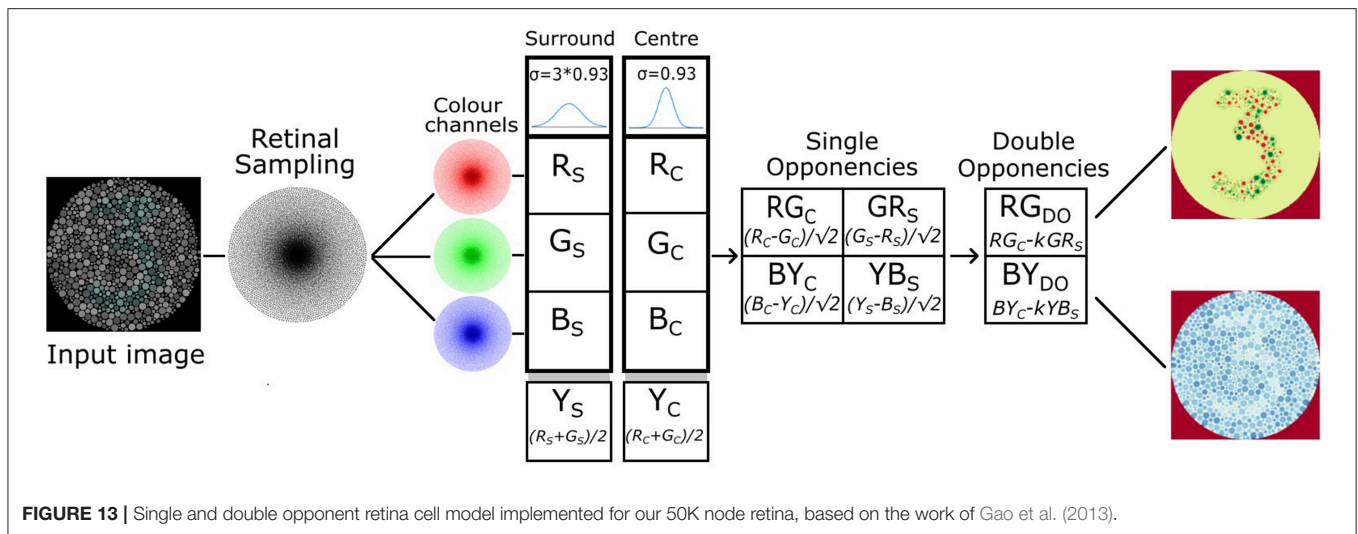 Surround Centre
σ=3*0.93 σ=0.93
Colour
channels
Retinal
Sampling
Input image
R_S R_C
G_S G_C
B_S B_C
Y_S Y_C
(R_S+G_S)/2 (R_C+G_C)/2
Single
Opponencies
RG_C GR_S
(R_C-G_C)/√2 (G_S-R_S)/√2
BY_C YB_S
(B_C-Y_C)/√2 (Y_S-B_S)/√2
Double
Opponencies
RG_DO
RG_C-kGR_S
BY_DO
BY_C-kYB_S
3
3
3
FIGURE 13 | Single and double opponent retina cell model implemented for our 50K node retina, based on the work of Gao et al. (2013).